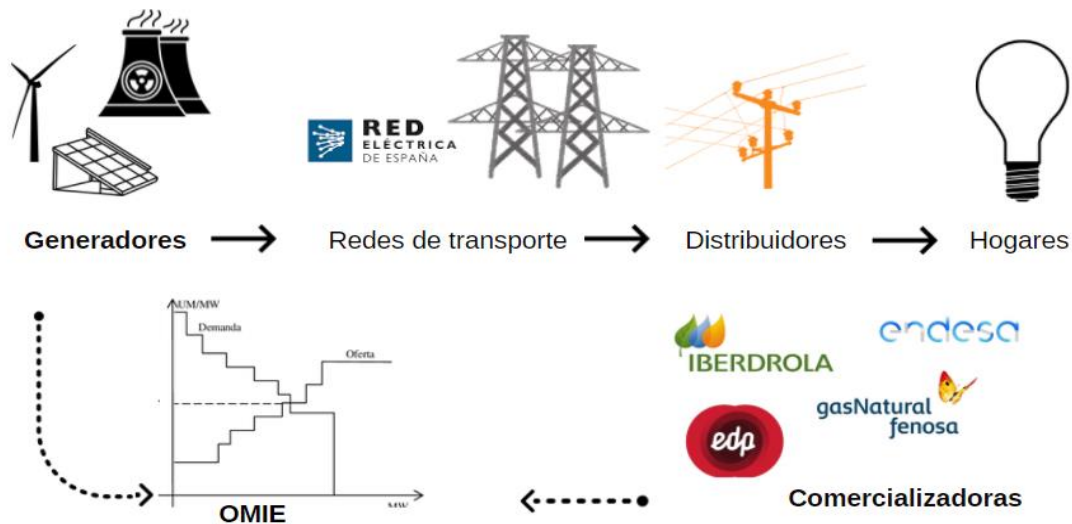 RED
ELÉCTRICA
DE ESPAÑA
Generadores
Redes de transporte
Distribuidores
Hogares
UM/MW
Demanda
Oferta
MW
OMIE
IBERDROLA
endesa
gasNatural
fenosa
edp
Comercializadoras